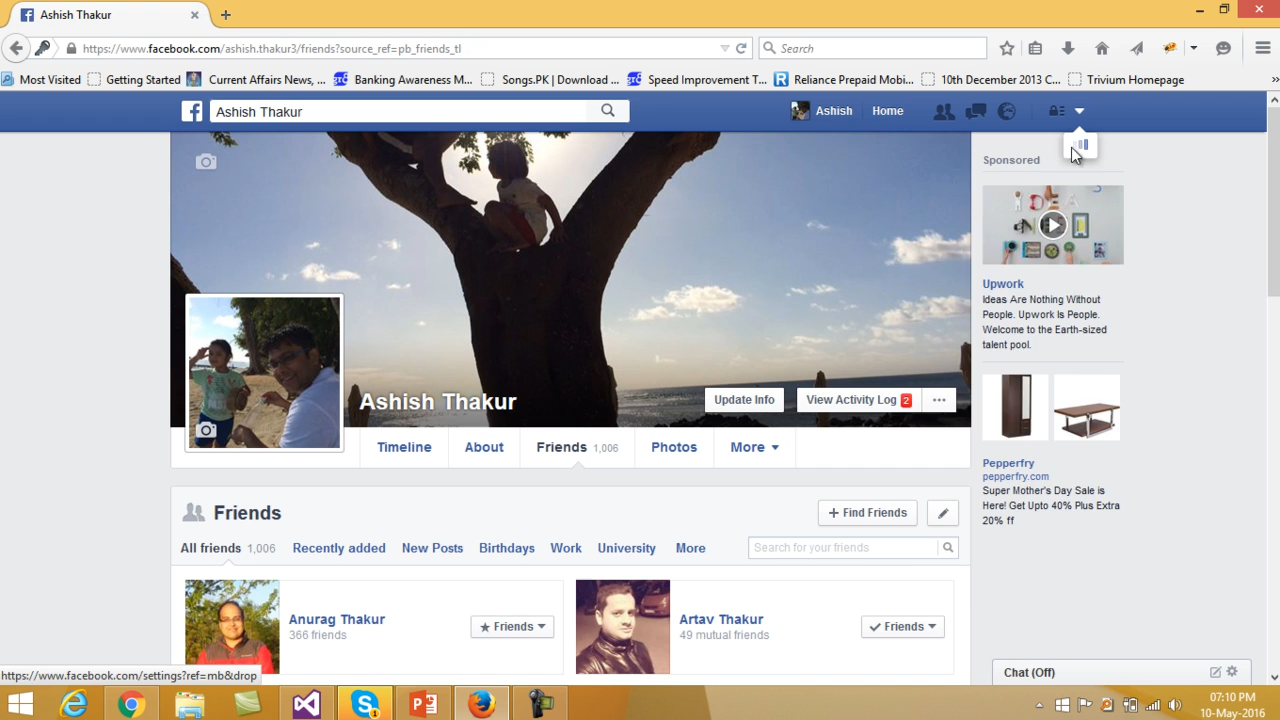 Ashish Thakur
https://www.facebook.com/ashish.thakur3/friends?source_ref=pb_friends_tl
Search
Most Visited
Getting Started
Current Affairs News, ...
Banking Awareness M...
Songs.PK | Download ...
Speed Improvement T...
Reliance Prepaid Mobi...
10th December 2013 C...
Trivium Homepage
Ashish Thakur
Ashish
Home
Sponsored
Upwork
Ideas Are Nothing Without
People. Upwork Is People.
Welcome to the Earth-sized
talent pool.
Ashish Thakur
Update Info
View Activity Log 2
Timeline
About
Friends 1,006
Photos
More
Pepperfry
pepperfry.com
Super Mother's Day Sale is
Here! Get Upto 40% Plus Extra
20% ff
Friends
+ Find Friends
All friends 1,006
Recently added
New Posts
Birthdays
Work
University
More
Search for your friends
Anurag Thakur
366 friends
Friends
Artav Thakur
49 mutual friends
Friends
https://www.facebook.com/settings?ref=mb&drop
Chat (Off)
07:10 PM
10-May-2016